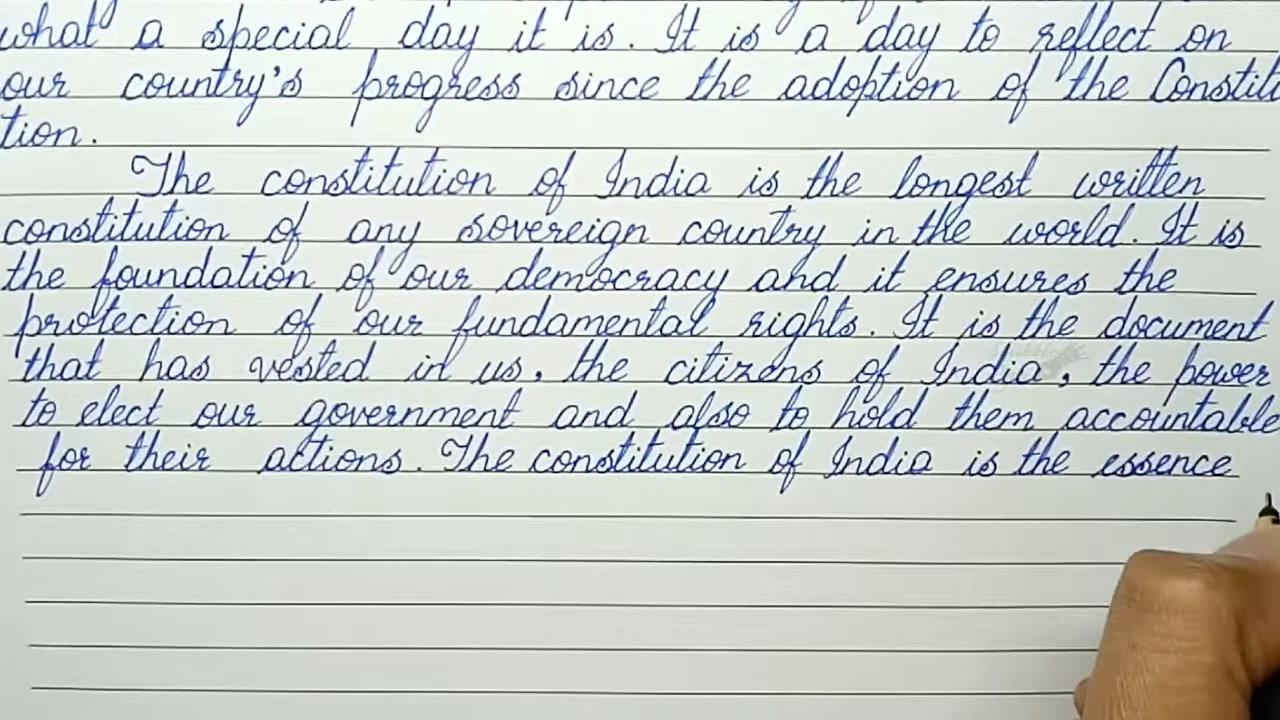 what a special day it is. It is a day to reflect on
our country's progress since the adoption of the Constitu
tion.
The constitution of India is the longest written
constitution of any sovereign country in the world. It is
the foundation of our democracy and it ensures the
protection of our fundamental rights. It is the document
that has vested in us, the citizens of India, the power
to elect our government and also to hold them accountable
for their actions. The constitution of India is the essence